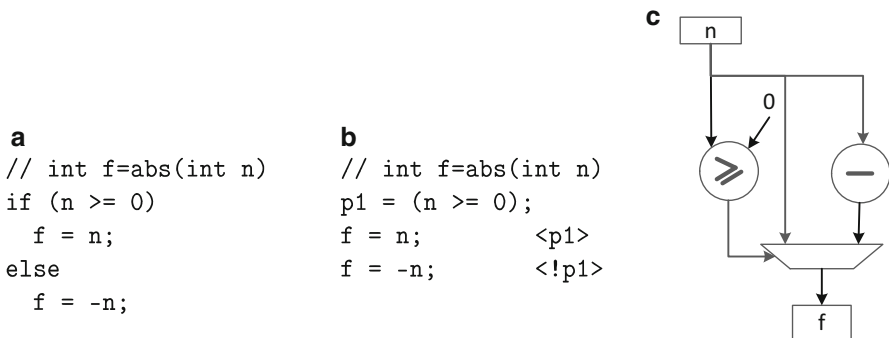 a
// int f=abs(int n)
if (n >= 0)
  f = n;
else
  f = -n;
b
// int f=abs(int n)
p1 = (n >= 0);
f = n;        <p1>
f = -n;       <!p1>
c
n
0
⩾
−
f